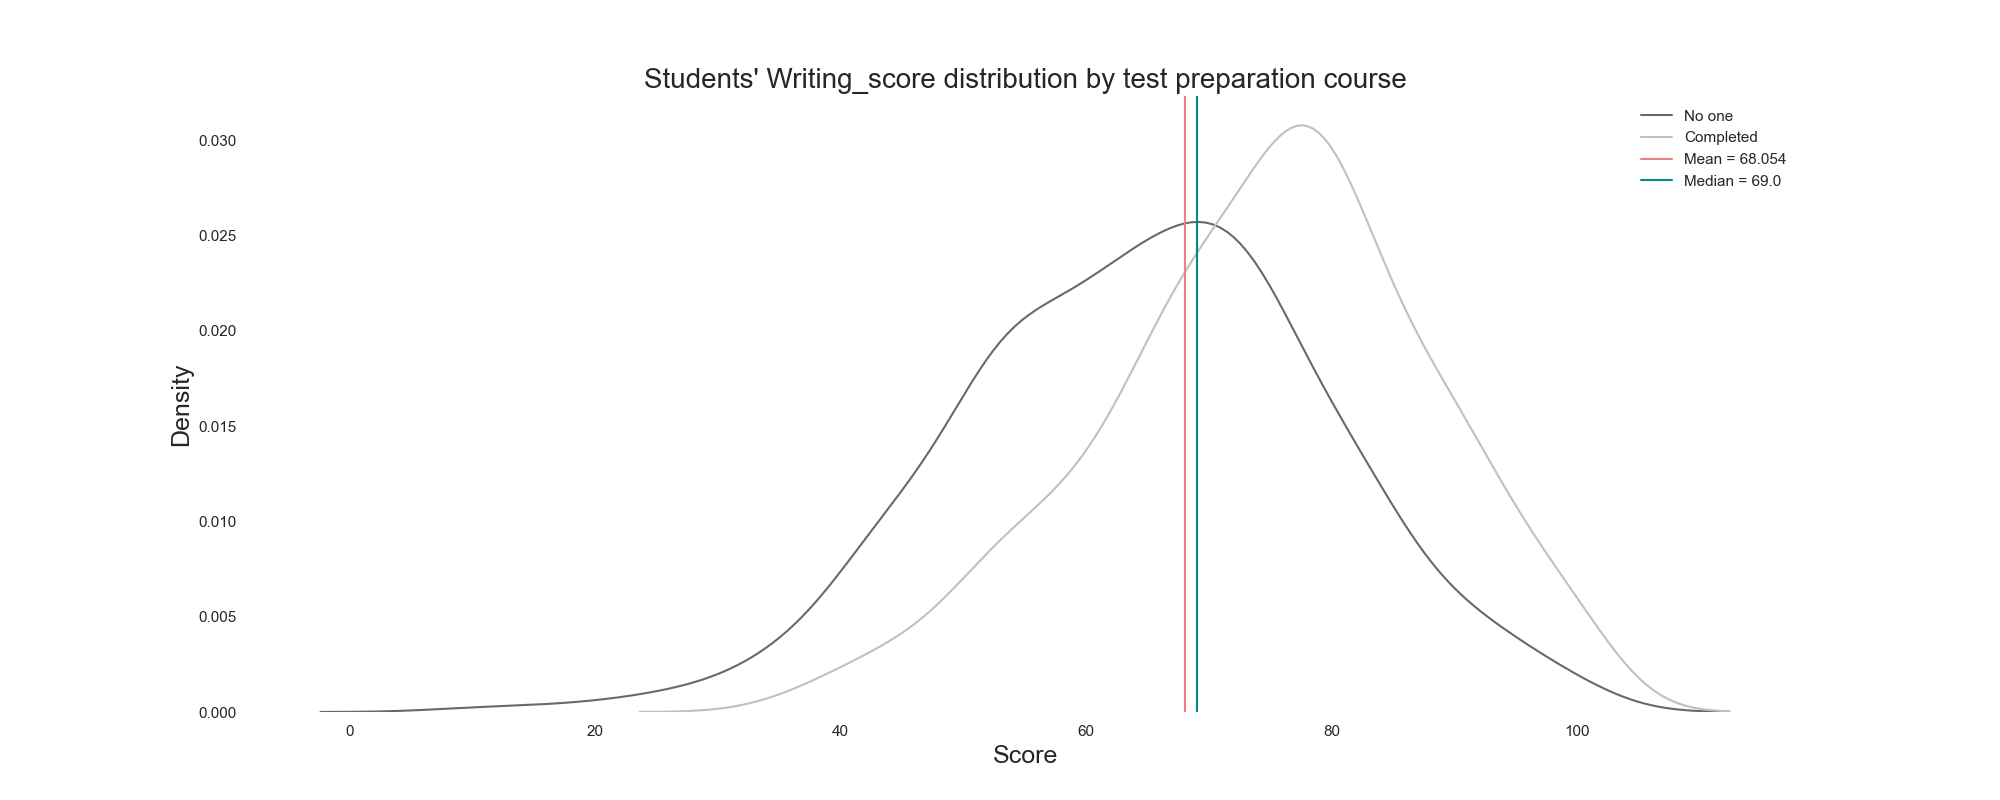 Students' Writing_score distribution by test preparation course
No one
Completed
Mean = 68.054
Median = 69.0
0.030
0.025
0.020
0.015
0.010
0.005
0.000
Density
0 20 40 60 80 100
Score